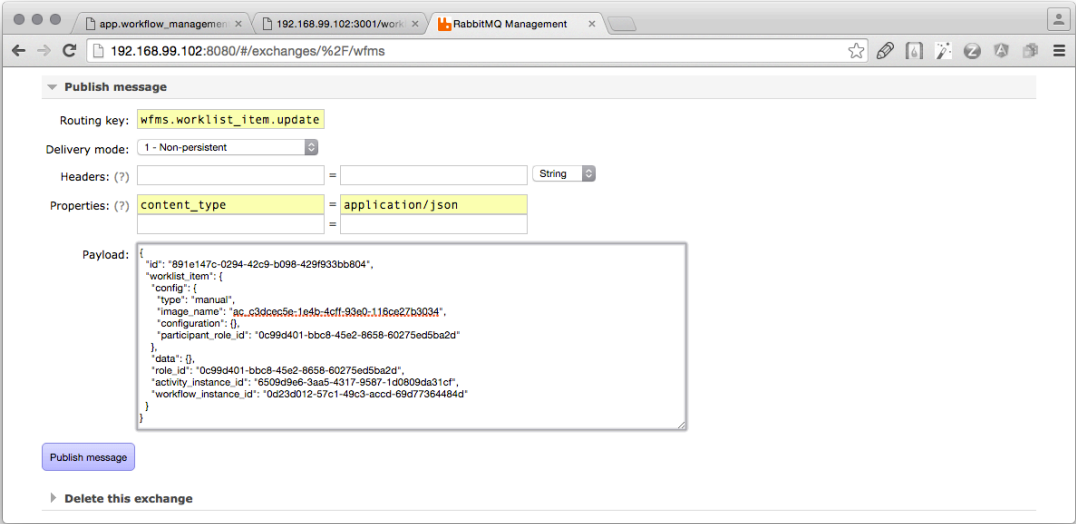 app.workflow_managemen
192.168.99.102:3001/work
RabbitMQ Management
192.168.99.102:8080/#/exchanges/%2F/wfms
Publish message
Routing key: wfms.worklist_item.update
Delivery mode: 1 - Non-persistent
Headers: (?) = String
Properties: (?) content_type = application/json
=
Payload:
{
"id": "891e147c-0294-42c9-b098-429f933bb804",
"worklist_item": {
"config": {
"type": "manual",
"image_name": "ac_c3dcec5e-1e4b-4cff-93e0-116ce27b3034",
"configuration": {},
"participant_role_id": "0c99d401-bbc8-45e2-8658-60275ed5ba2d"
},
"data": {},
"role_id": "0c99d401-bbc8-45e2-8658-60275ed5ba2d",
"activity_instance_id": "6509d9e6-3aa5-4317-9587-1d0809da31cf",
"workflow_instance_id": "0d23d012-57c1-49c3-accd-69d77364484d"
}
}
Publish message
Delete this exchange